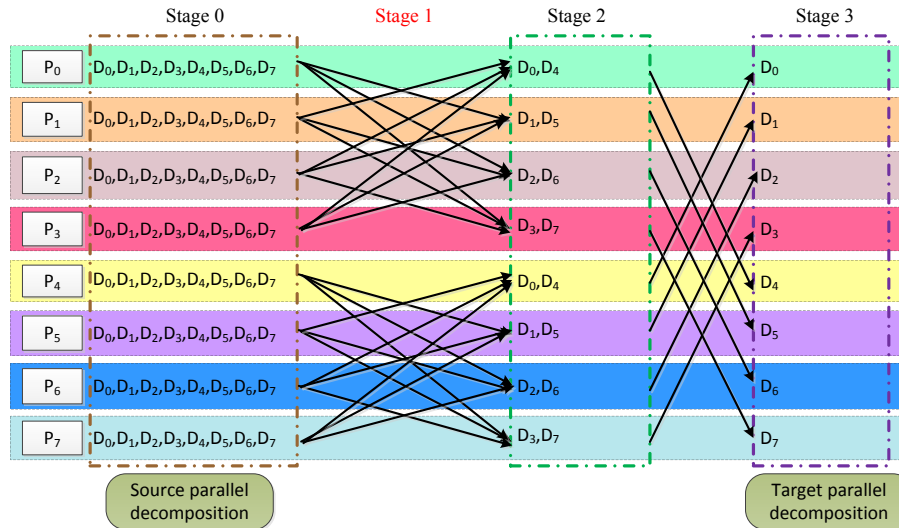 Stage 0 Stage 1 Stage 2 Stage 3
P₀ D₀,D₁,D₂,D₃,D₄,D₅,D₆,D₇ D₀,D₄ D₀
P₁ D₀,D₁,D₂,D₃,D₄,D₅,D₆,D₇ D₁,D₅ D₁
P₂ D₀,D₁,D₂,D₃,D₄,D₅,D₆,D₇ D₂,D₆ D₂
P₃ D₀,D₁,D₂,D₃,D₄,D₅,D₆,D₇ D₃,D₇ D₃
P₄ D₀,D₁,D₂,D₃,D₄,D₅,D₆,D₇ D₀,D₄ D₄
P₅ D₀,D₁,D₂,D₃,D₄,D₅,D₆,D₇ D₁,D₅ D₅
P₆ D₀,D₁,D₂,D₃,D₄,D₅,D₆,D₇ D₂,D₆ D₆
P₇ D₀,D₁,D₂,D₃,D₄,D₅,D₆,D₇ D₃,D₇ D₇
Source parallel
decomposition
Target parallel
decomposition